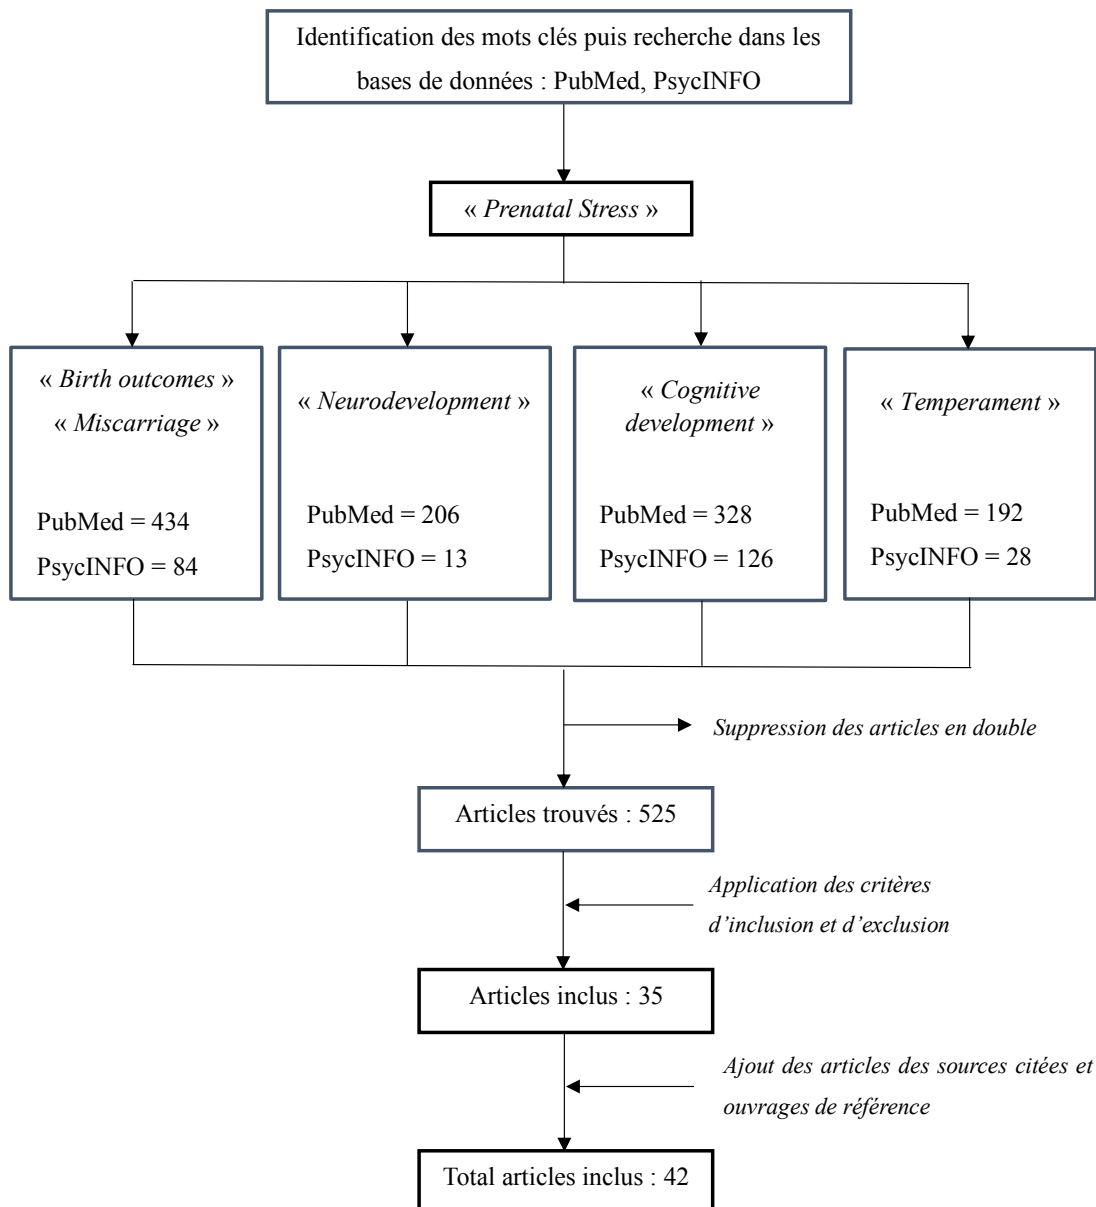 Identification des mots clés puis recherche dans les
bases de données : PubMed, PsycINFO
« Prenatal Stress »
« Birth outcomes »
« Miscarriage »
PubMed = 434
PsycINFO = 84
« Neurodevelopment »
PubMed = 206
PsycINFO = 13
« Cognitive
development »
PubMed = 328
PsycINFO = 126
« Temperament »
PubMed = 192
PsycINFO = 28
Suppression des articles en double
Articles trouvés : 525
Application des critères
d’inclusion et d’exclusion
Articles inclus : 35
Ajout des articles des sources citées et
ouvrages de référence
Total articles inclus : 42